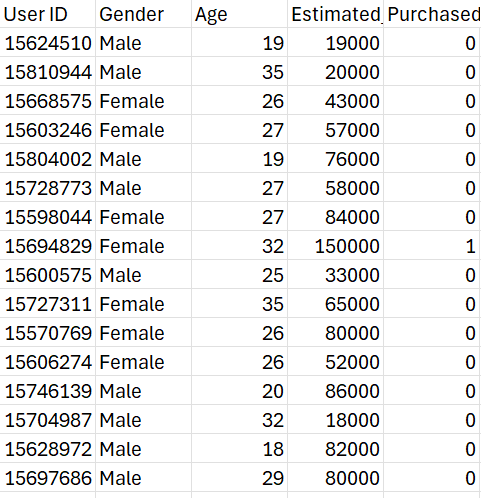 User ID Gender Age Estimated Purchased
15624510 Male 19 19000 0
15810944 Male 35 20000 0
15668575 Female 26 43000 0
15603246 Female 27 57000 0
15804002 Male 19 76000 0
15728773 Male 27 58000 0
15598044 Female 27 84000 0
15694829 Female 32 150000 1
15600575 Male 25 33000 0
15727311 Female 35 65000 0
15570769 Female 26 80000 0
15606274 Female 26 52000 0
15746139 Male 20 86000 0
15704987 Male 32 18000 0
15628972 Male 18 82000 0
15697686 Male 29 80000 0